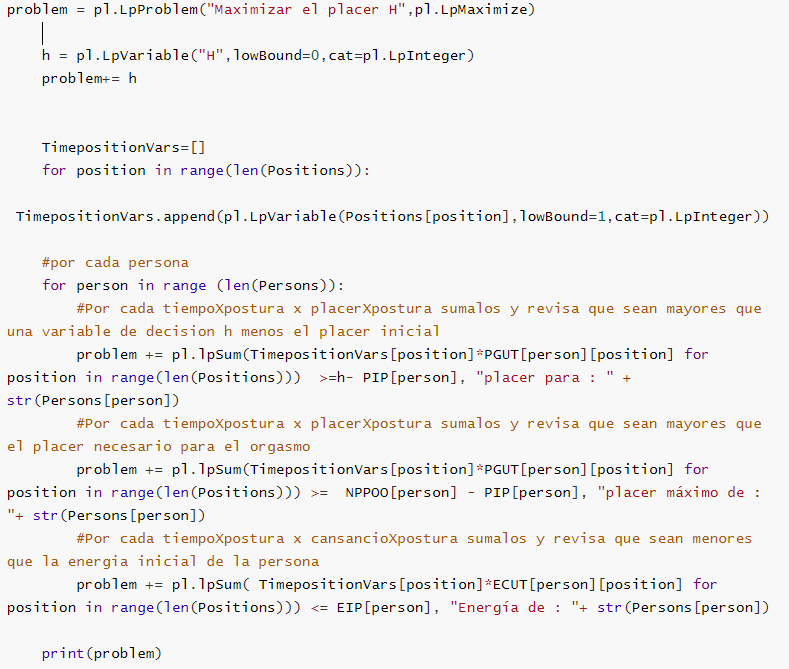 problem = pl.LpProblem("Maximizar el placer H",pl.LpMaximize)
h = pl.LpVariable("H",lowBound=0,cat=pl.LpInteger)
problem+= h
TimepositionVars=[]
for position in range(len(Positions)):
TimepositionVars.append(pl.LpVariable(Positions[position],lowBound=1,cat=pl.LpInteger))
#por cada persona
for person in range (len(Persons)):
#Por cada tiempoXpostura x placerXpostura sumalos y revisa que sean mayores que
una variable de decision h menos el placer inicial
problem += pl.lpSum(TimepositionVars[position]*PGUT[person][position] for
position in range(len(Positions)))  >=h- PIP[person], "placer para : " +
str(Persons[person])
#Por cada tiempoXpostura x placerXpostura sumalos y revisa que sean mayores que
el placer necesario para el orgasmo
problem += pl.lpSum(TimepositionVars[position]*PGUT[person][position] for
position in range(len(Positions))) >=  NPPOO[person] - PIP[person], "placer máximo de :
"+ str(Persons[person])
#Por cada tiempoXpostura x cansancioXpostura sumalos y revisa que sean menores
que la energia inicial de la persona
problem += pl.lpSum( TimepositionVars[position]*ECUT[person][position] for
position in range(len(Positions))) <= EIP[person], "Energía de : "+ str(Persons[person])
print(problem)